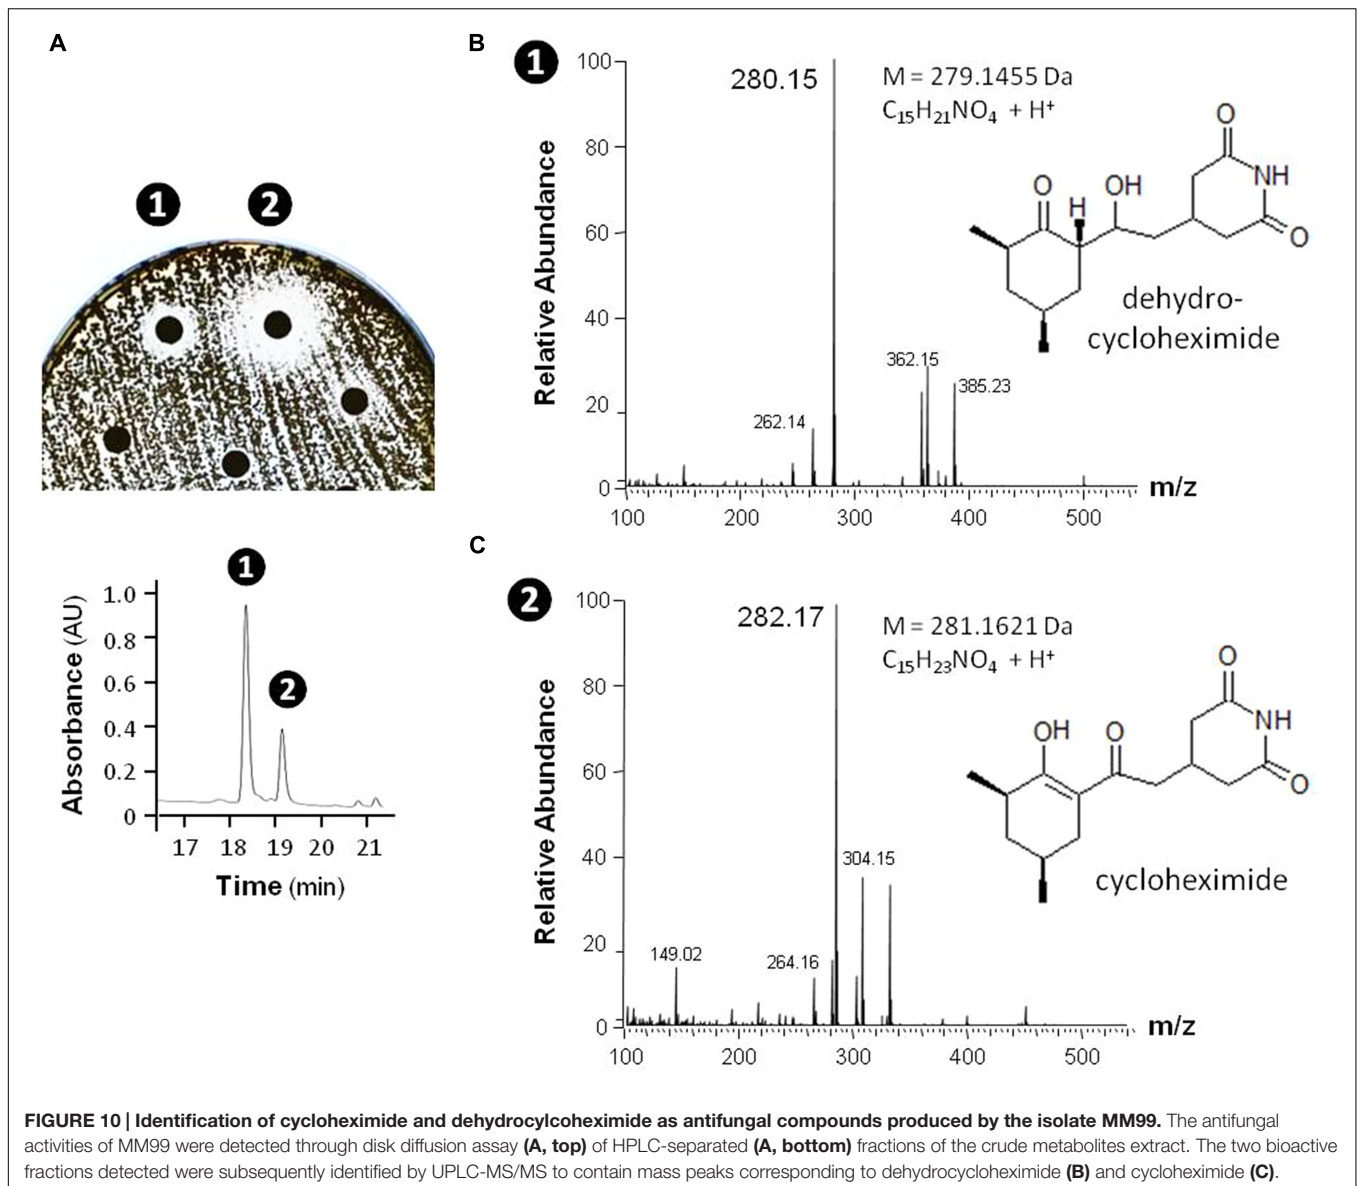 A
1
2
1
1.0
0.8
0.6
0.4
0.2
0
2
Absorbance (AU)
17 18 19 20 21
Time (min)
B
1
280.15
M = 279.1455 Da
C₁₅H₂₁NO₄ + H⁺
100
80
60
40
20
0
Relative Abundance
262.14
362.15
385.23
O
OH
H
O
NH
O
dehydro-
cycloheximide
m/z
100 200 300 400 500
C
2
282.17
M = 281.1621 Da
C₁₅H₂₃NO₄ + H⁺
100
80
60
40
20
0
Relative Abundance
149.02
264.16
304.15
OH
O
O
NH
O
cycloheximide
m/z
100 200 300 400 500
FIGURE 10 | Identification of cycloheximide and dehydrocylcoheximide as antifungal compounds produced by the isolate MM99. The antifungal
activities of MM99 were detected through disk diffusion assay (A, top) of HPLC-separated (A, bottom) fractions of the crude metabolites extract. The two bioactive
fractions detected were subsequently identified by UPLC-MS/MS to contain mass peaks corresponding to dehydrocycloheximide (B) and cycloheximide (C).